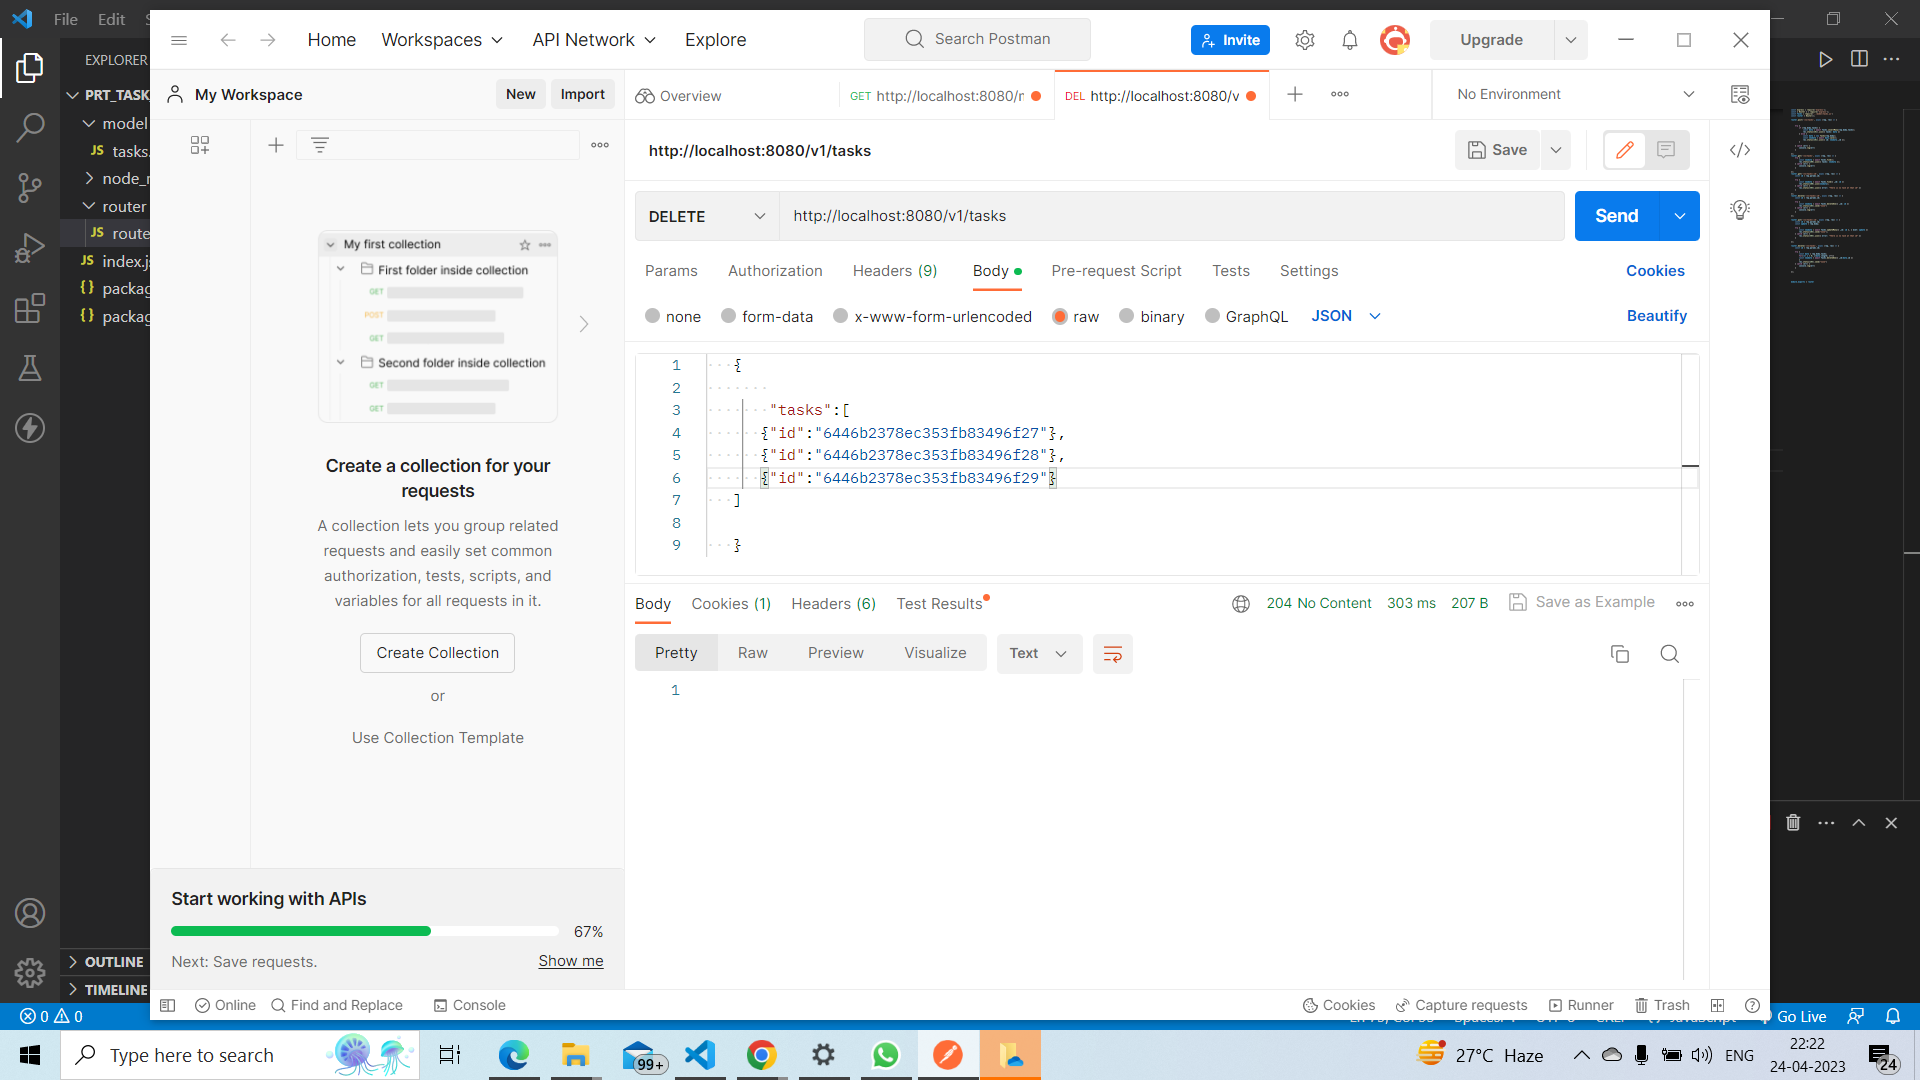 File Edit
Home Workspaces API Network Explore Search Postman Invite Upgrade
EXPLORER
PRT_TASK
model
JS tasks.
node_r
router
JS route
JS index.js
{} packag
{} packag
OUTLINE
TIMELINE
My Workspace New Import
Overview
GET http://localhost:8080/r
DEL http://localhost:8080/v
No Environment
http://localhost:8080/v1/tasks
Save
DELETE http://localhost:8080/v1/tasks Send
Params Authorization Headers (9) Body Pre-request Script Tests Settings Cookies
none form-data x-www-form-urlencoded raw binary GraphQL JSON Beautify
1 {
2
3 "tasks":[
4 {"id":"6446b2378ec353fb83496f27"},
5 {"id":"6446b2378ec353fb83496f28"},
6 {"id":"6446b2378ec353fb83496f29"}
7 ]
8
9 }
My first collection
First folder inside collection
GET
POST
GET
Second folder inside collection
GET
GET
Create a collection for your
requests
A collection lets you group related
requests and easily set common
authorization, tests, scripts, and
variables for all requests in it.
Create Collection
or
Use Collection Template
Body Cookies (1) Headers (6) Test Results 204 No Content 303 ms 207 B Save as Example
Pretty Raw Preview Visualize Text
1
Start working with APIs
67%
Next: Save requests. Show me
Online Find and Replace Console Cookies Capture requests Runner Trash
0 0 Go Live
Type here to search 99+ 27°C Haze ENG 22:22
24-04-2023 24